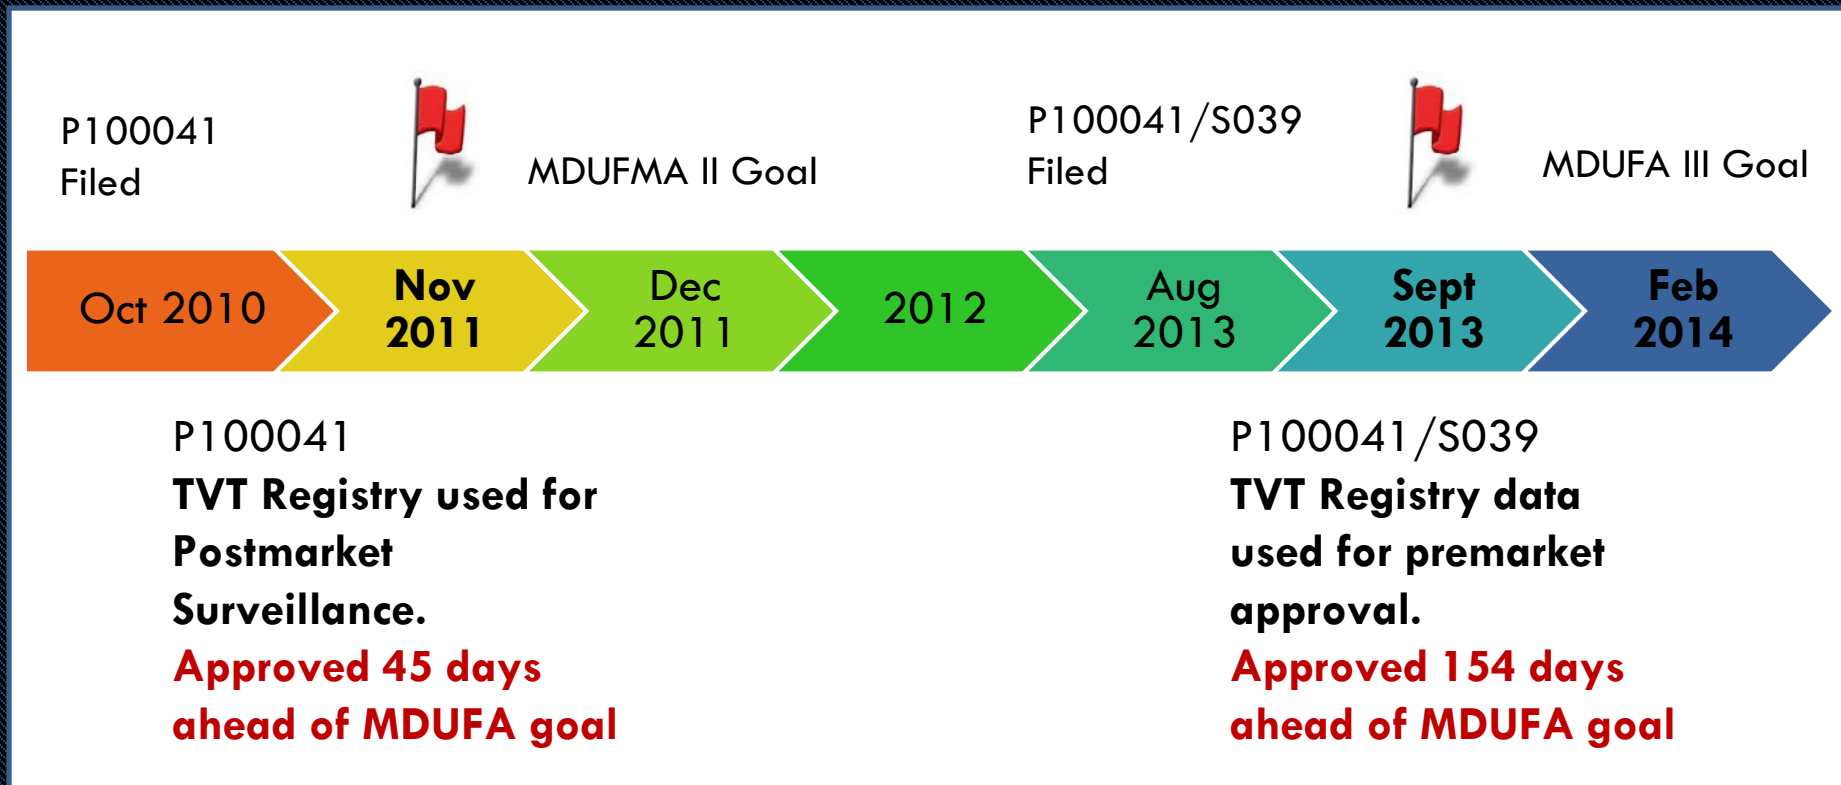 P100041
Filed
MDUFMA II Goal
P100041/S039
Filed
MDUFA III Goal
Oct 2010
Nov
2011
Dec
2011
2012
Aug
2013
Sept
2013
Feb
2014
P100041
TVT Registry used for
Postmarket
Surveillance.
Approved 45 days
ahead of MDUFA goal
P100041/S039
TVT Registry data
used for premarket
approval.
Approved 154 days
ahead of MDUFA goal